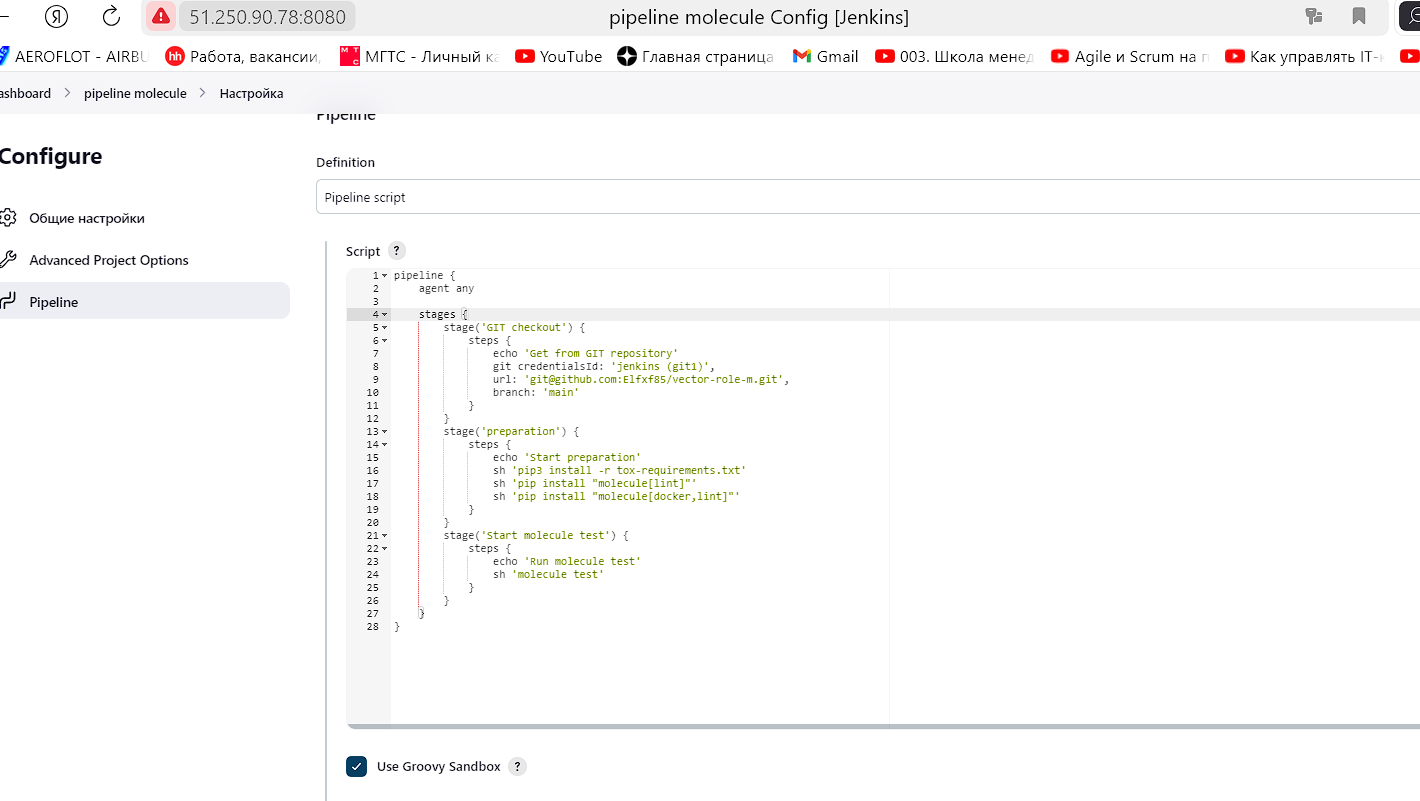 Я 51.250.90.78:8080 pipeline molecule Config [Jenkins]
AEROFLOT - AIRBU hh Работа, вакансии, МТС МГТС - Личный ка YouTube Главная страница Gmail 003. Школа менед Agile и Scrum на п Как управлять IT-к
ashboard > pipeline molecule > Настройка
Pipeline
Configure
Общие настройки
Advanced Project Options
Pipeline
Definition
Pipeline script
Script ?
1 pipeline {
2     agent any
3
4     stages {
5         stage('GIT checkout') {
6             steps {
7                 echo 'Get from GIT repository'
8                 git credentialsId: 'jenkins (git1)',
9                 url: 'git@github.com:Elfxf85/vector-role-m.git',
10                 branch: 'main'
11             }
12         }
13         stage('preparation') {
14             steps {
15                 echo 'Start preparation'
16                 sh 'pip3 install -r tox-requirements.txt'
17                 sh 'pip install "molecule[lint]"'
18                 sh 'pip install "molecule[docker,lint]"'
19             }
20         }
21         stage('Start molecule test') {
22             steps {
23                 echo 'Run molecule test'
24                 sh 'molecule test'
25             }
26         }
27     }
28 }
Use Groovy Sandbox ?